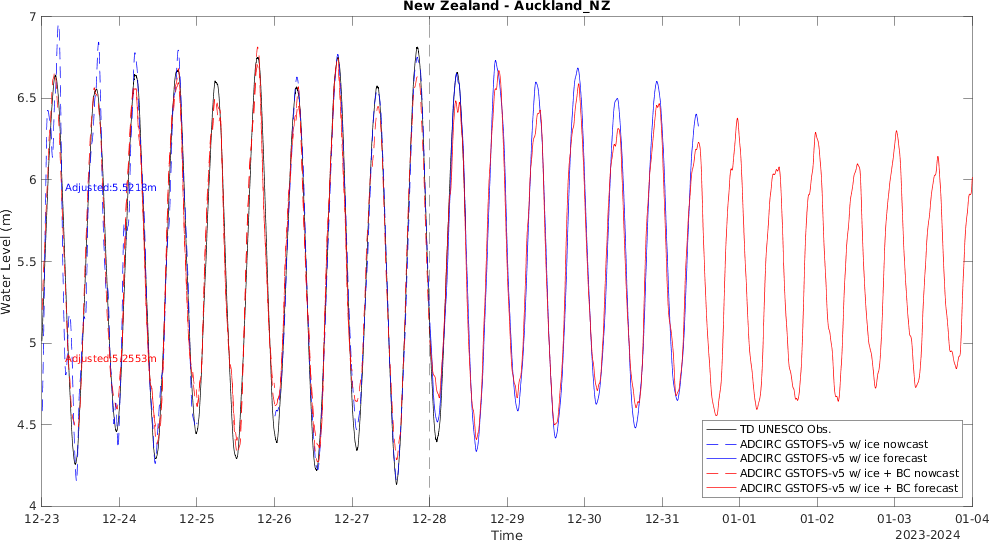 New Zealand - Auckland_NZ
7
6.5
6
5.5
5
4.5
4
Water Level (m)
Adjusted:5.5218m
Adjusted:5.2553m
TD UNESCO Obs.
ADCIRC GSTOFS-v5 w/ ice nowcast
ADCIRC GSTOFS-v5 w/ ice forecast
ADCIRC GSTOFS-v5 w/ ice + BC nowcast
ADCIRC GSTOFS-v5 w/ ice + BC forecast
12-23 12-24 12-25 12-26 12-27 12-28 12-29 12-30 12-31 01-01 01-02 01-03 01-04
Time
2023-2024